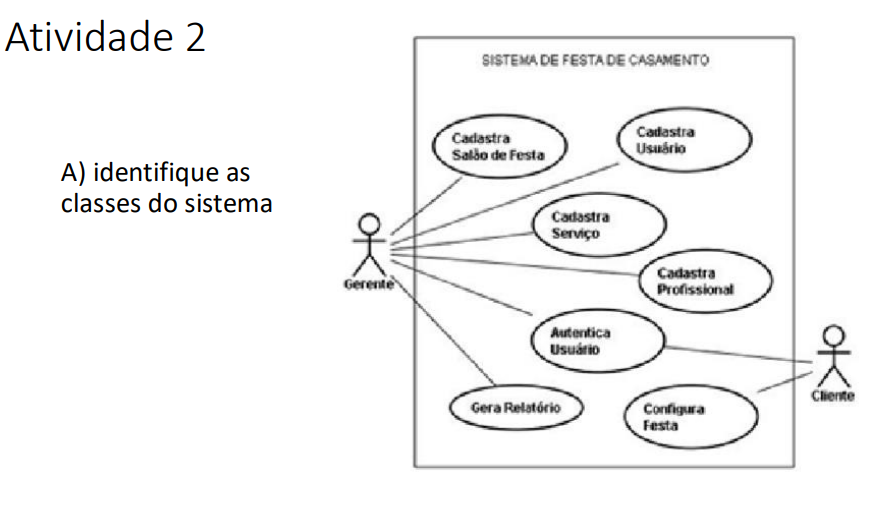 Atividade 2
A) identifique as
classes do sistema
SISTEMA DE FESTA DE CASAMENTO
Cadastra
Salão de Festa
Cadastra
Usuário
Cadastra
Serviço
Gerente
Cadastra
Profissional
Autentica
Usuário
Cliente
Gera Relatório
Configura
Festa